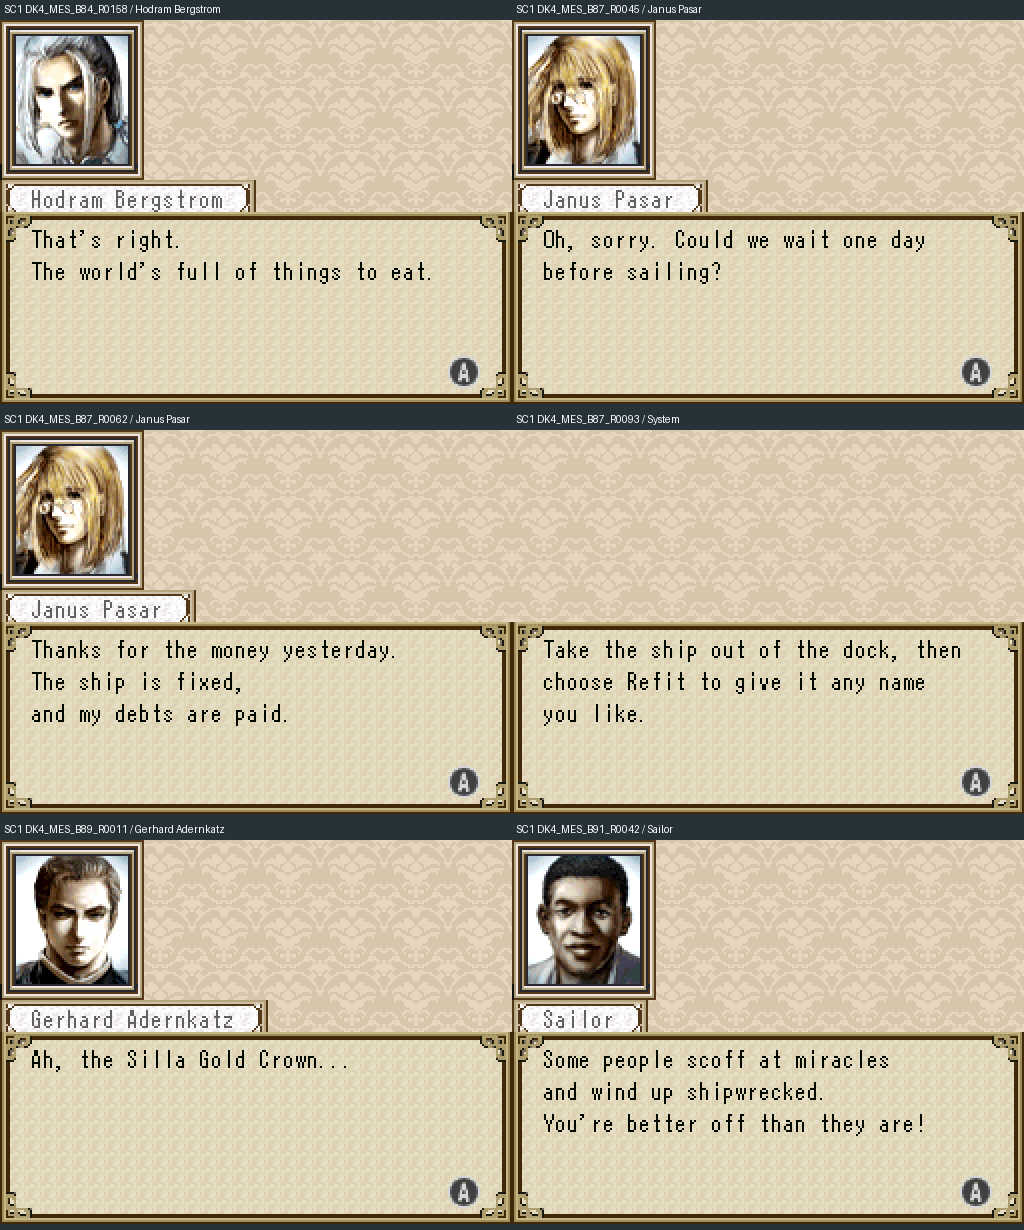 SC1 DK4_MES_B84_R0158 / Hodram Bergstrom
Hodram Bergstrom
That's right.
The world's full of things to eat.
A
SC1 DK4_MES_B87_R0045 / Janus Pasar
Janus Pasar
Oh, sorry. Could we wait one day
before sailing?
A
SC1 DK4_MES_B87_R0062 / Janus Pasar
Janus Pasar
Thanks for the money yesterday.
The ship is fixed,
and my debts are paid.
A
SC1 DK4_MES_B87_R0093 / System
Take the ship out of the dock, then
choose Refit to give it any name
you like.
A
SC1 DK4_MES_B89_R0011 / Gerhard Adernkatz
Gerhard Adernkatz
Ah, the Silla Gold Crown...
A
SC1 DK4_MES_B91_R0042 / Sailor
Sailor
Some people scoff at miracles
and wind up shipwrecked.
You're better off than they are!
A